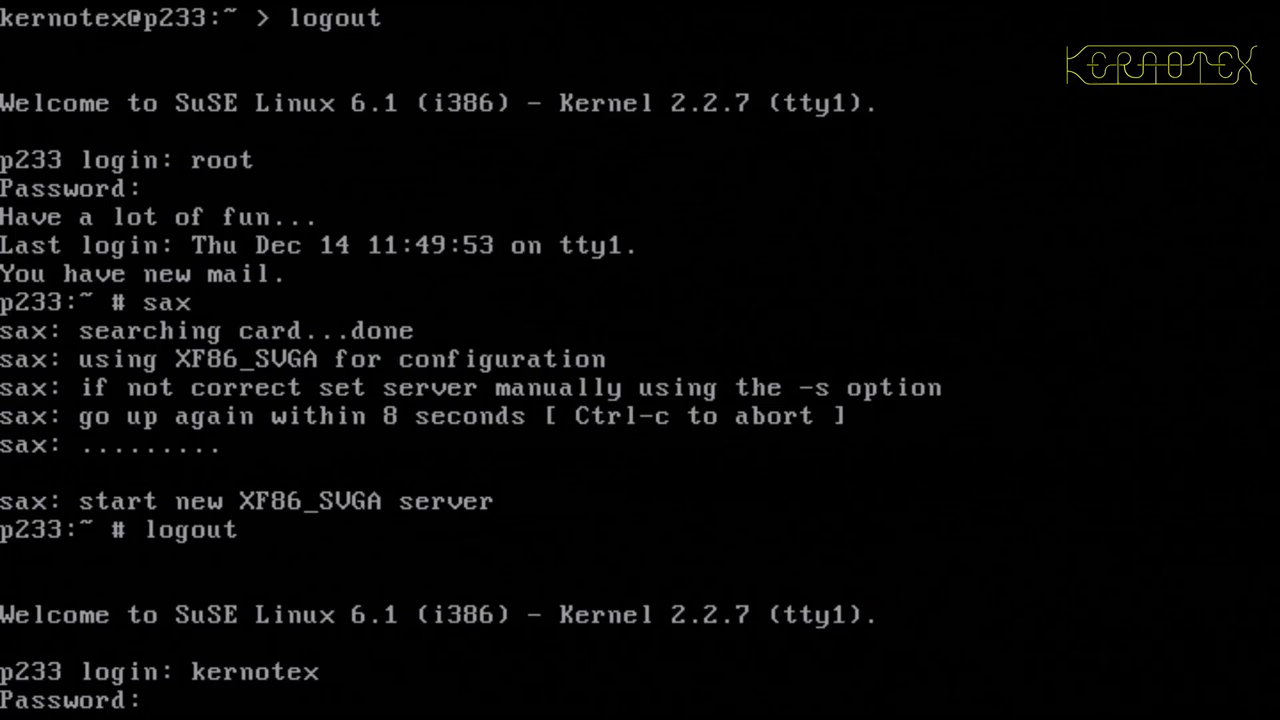 kernotex@p233:~ > logout
KERNOTEX
Welcome to SuSE Linux 6.1 (i386) - Kernel 2.2.7 (tty1).
p233 login: root
Password:
Have a lot of fun...
Last login: Thu Dec 14 11:49:53 on tty1.
You have new mail.
p233:~ # sax
sax: searching card...done
sax: using XF86_SVGA for configuration
sax: if not correct set server manually using the -s option
sax: go up again within 8 seconds [ Ctrl-c to abort ]
sax: .........
sax: start new XF86_SVGA server
p233:~ # logout
Welcome to SuSE Linux 6.1 (i386) - Kernel 2.2.7 (tty1).
p233 login: kernotex
Password: